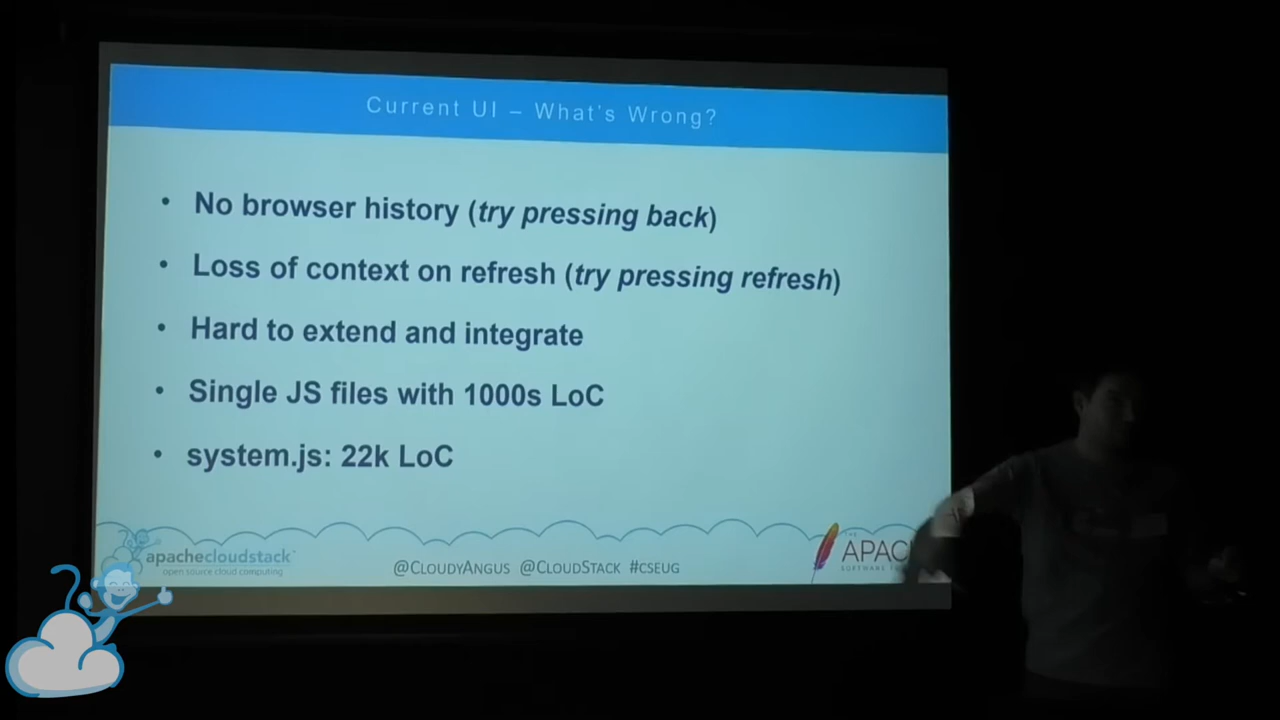 Current UI – What's Wrong?
• No browser history (try pressing back)
• Loss of context on refresh (try pressing refresh)
• Hard to extend and integrate
• Single JS files with 1000s LoC
• system.js: 22k LoC
apachecloudstack
open source cloud computing
@CLOUDYANGUS @CLOUDSTACK #CSEUG
THE
APAC
SOFTWARE